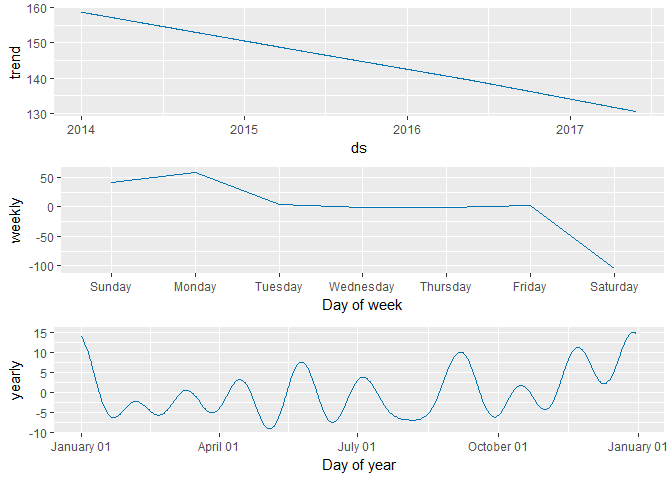 160
150
140
130
trend
2014 2015 2016 2017
ds
50
0
-50
-100
weekly
Sunday Monday Tuesday Wednesday Thursday Friday Saturday
Day of week
15
10
5
0
-5
-10
yearly
January 01 April 01 July 01 October 01 January 01
Day of year